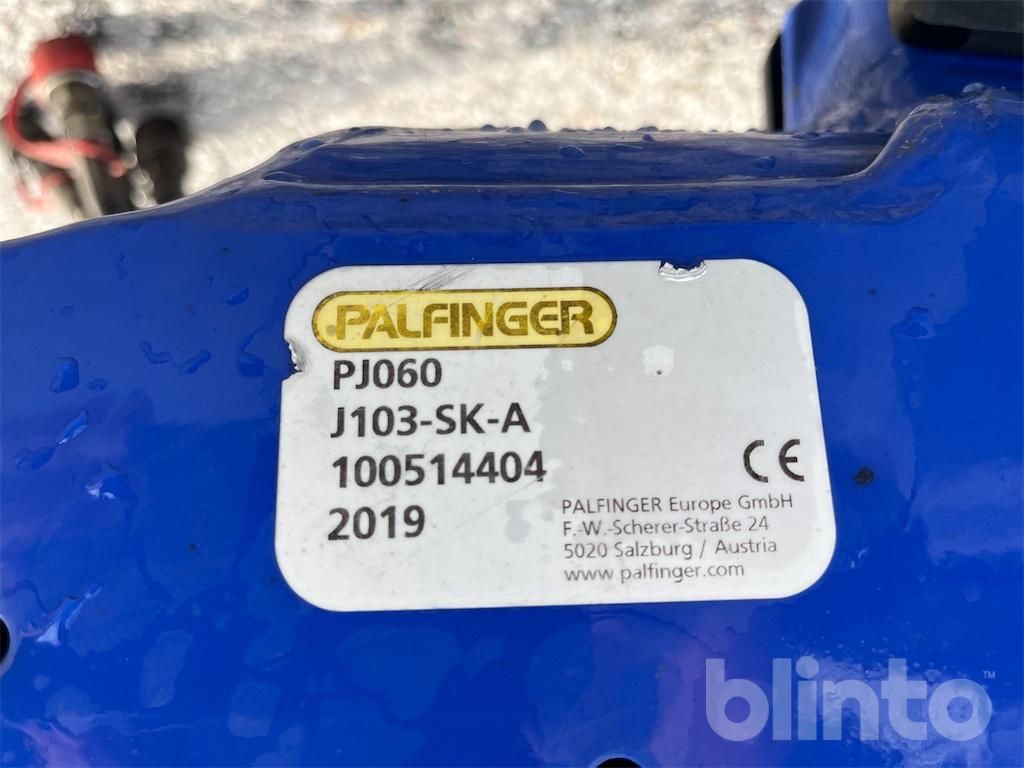 PALFINGER
PJ060
J103-SK-A
100514404
2019
CE
PALFINGER Europe GmbH
F.-W.-Scherer-Straße 24
5020 Salzburg / Austria
www.palfinger.com
blinto™